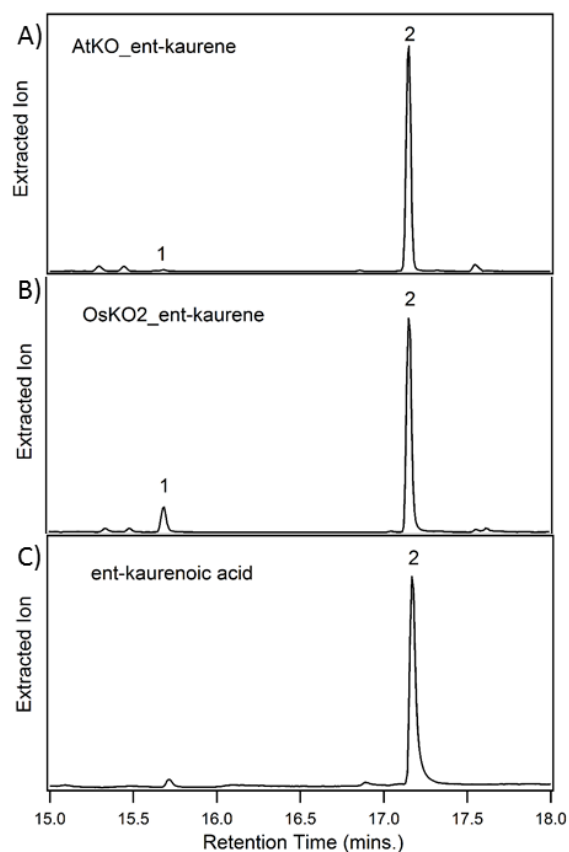 A)
AtKO_ent-kaurene
1
2
Extracted Ion
B)
OsKO2_ent-kaurene
1
2
Extracted Ion
C)
ent-kaurenoic acid
2
Extracted Ion
15.0 15.5 16.0 16.5 17.0 17.5 18.0
Retention Time (mins.)